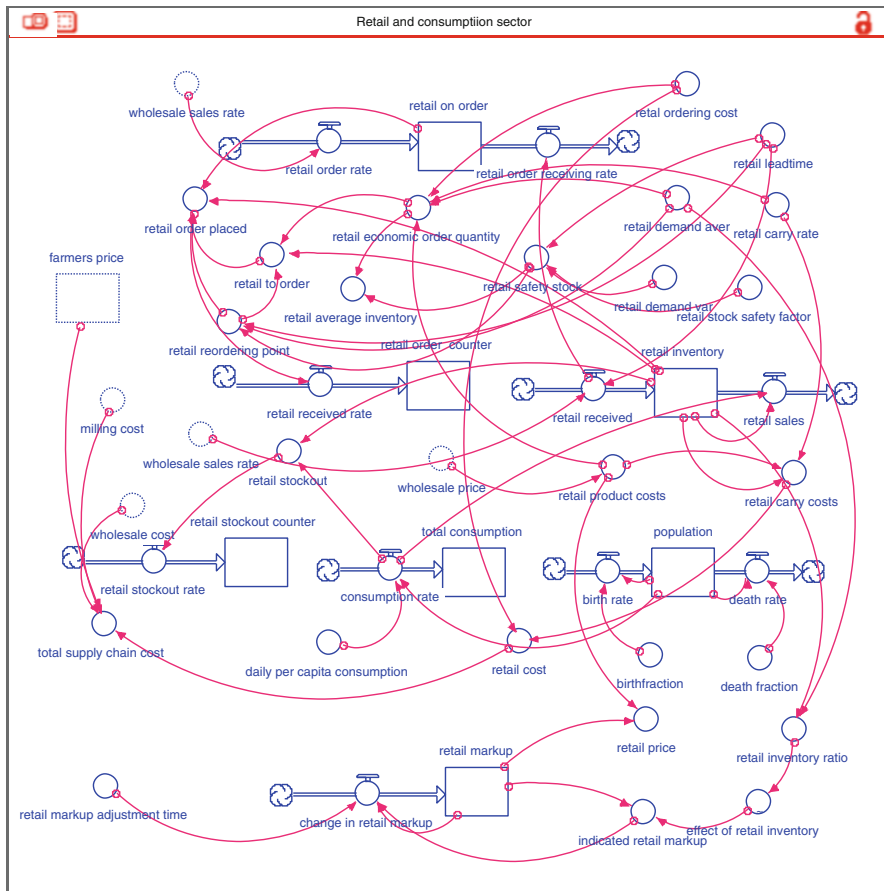 Retail and consumptiion sector
wholesale sales rate
retail on order
retal ordering cost
retail order rate
retail order receiving rate
retail leadtime
retail order placed
retail economic order quantity
retail demand aver
retail carry rate
farmers price
retail to order
retail safety stock
retail average inventory
retail demand var
retail stock safety factor
retail reordering point
retail order counter
retail inventory
retail received rate
retail received
retail sales
milling cost
wholesale sales rate
retail stockout
wholesale price
retail product costs
retail carry costs
wholesale cost
retail stockout counter
total consumption
population
retail stockout rate
consumption rate
birth rate
death rate
total supply chain cost
daily per capita consumption
retail cost
birthfraction
death fraction
retail price
retail markup
retail inventory ratio
retail markup adjustment time
change in retail markup
indicated retail markup
effect of retail inventory